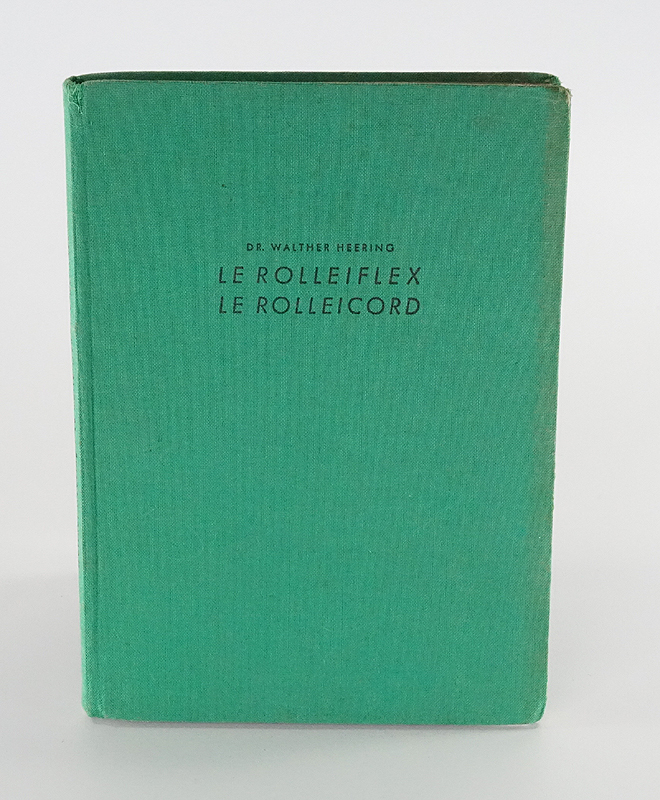 DR. WALTHER HEERING
LE ROLLEIFLEX
LE ROLLEICORD